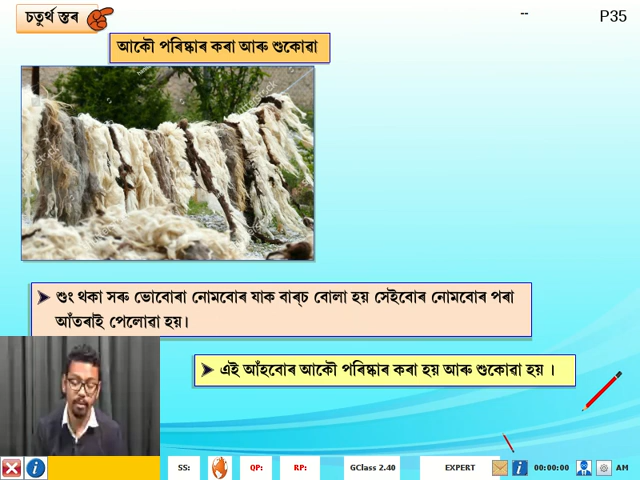 চতুৰ্থ স্তৰ
--
P35
আকৌ পৰিষ্কাৰ কৰা আৰু শুকোৱা
শুং থকা সৰু ভোবোৰা নোমবোৰ যাক বাৰ্চ বোলা হয় সেইবোৰ নোমবোৰ পৰা
আঁতৰাই পেলোৱা হয়।
এই আঁহবোৰ আকৌ পৰিষ্কাৰ কৰা হয় আৰু শুকোৱা হয় ।
SS: QP: RP: GClass 2.40 EXPERT 00:00:00 AM